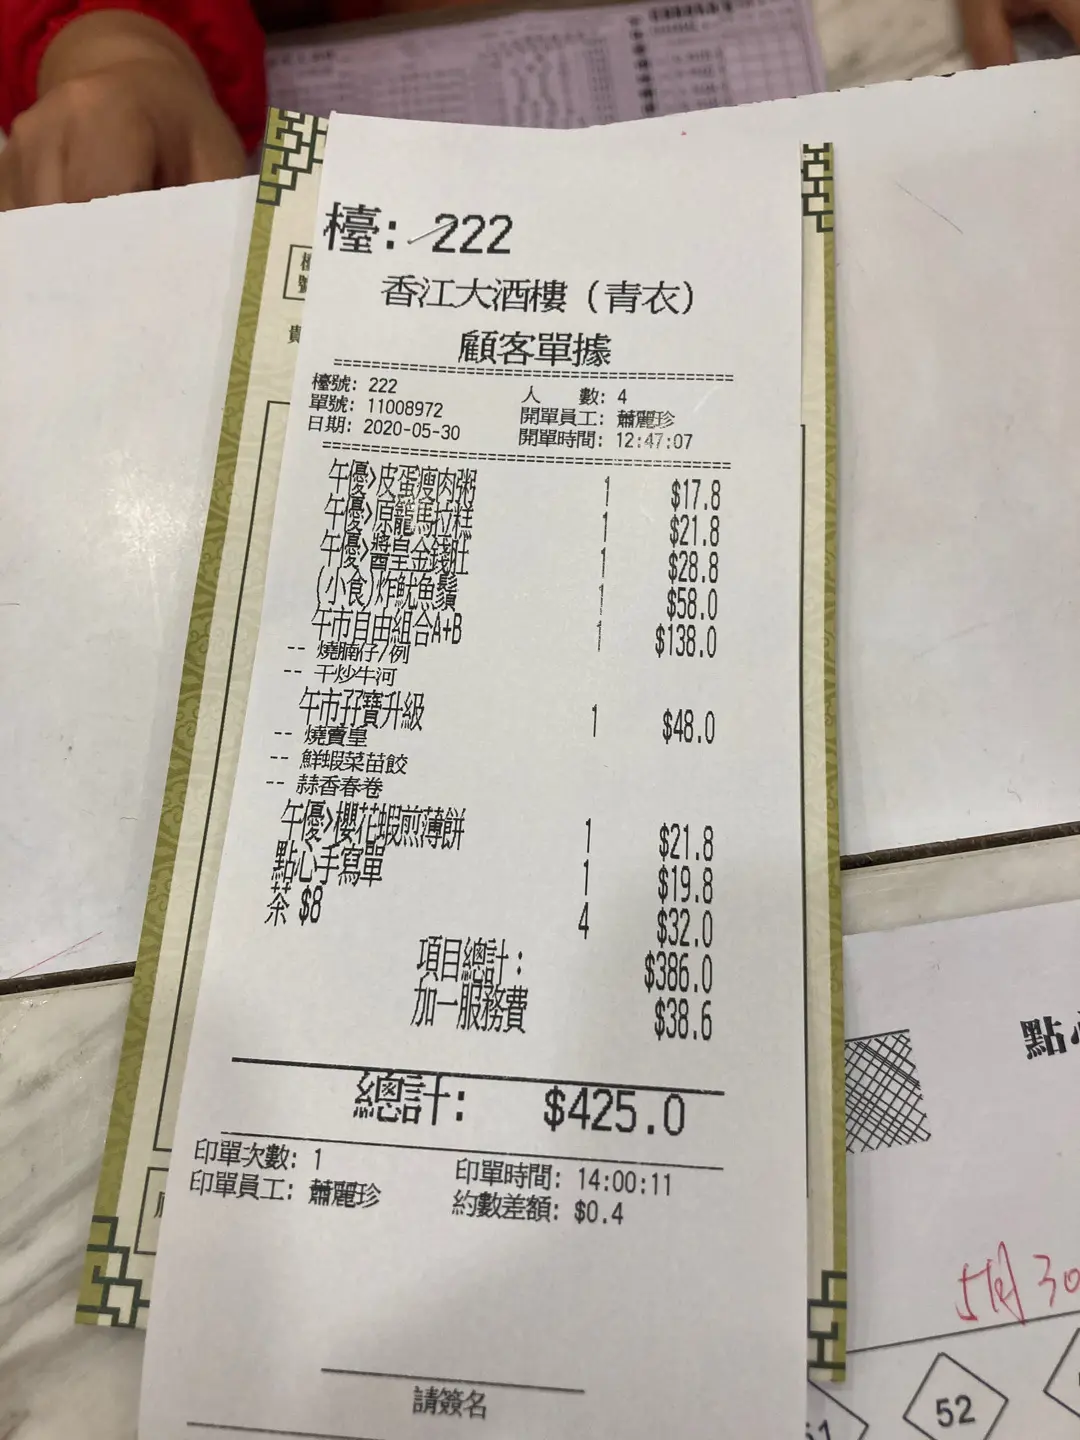 檯: 222
香江大酒樓（青衣）
顧客單據
檯號: 222 人 數: 4
單號: 11008972 開單員工: 蕭麗珍
日期: 2020-05-30 開單時間: 12:47:07
午優>皮蛋瘦肉粥 1 $17.8
午優>原籠馬拉糕 1 $21.8
午優>醬皇金錢肚 1 $28.8
(小食)炸魷魚鬚 1 $58.0
午市自由組合A+B 1 $138.0
-- 燒腩仔/例
-- 干炒牛河
午市孖寶升級 1 $48.0
-- 燒賣皇
-- 鮮蝦菜苗餃
-- 蒜香春卷
午優>櫻花蝦煎薄餅 1 $21.8
點心手寫單 1 $19.8
茶 $8 4 $32.0
項目總計: $386.0
加一服務費 $38.6
總計: $425.0
印單次數: 1 印單時間: 14:00:11
印單員工: 蕭麗珍 約數差額: $0.4
請簽名
點
5月30
51
52